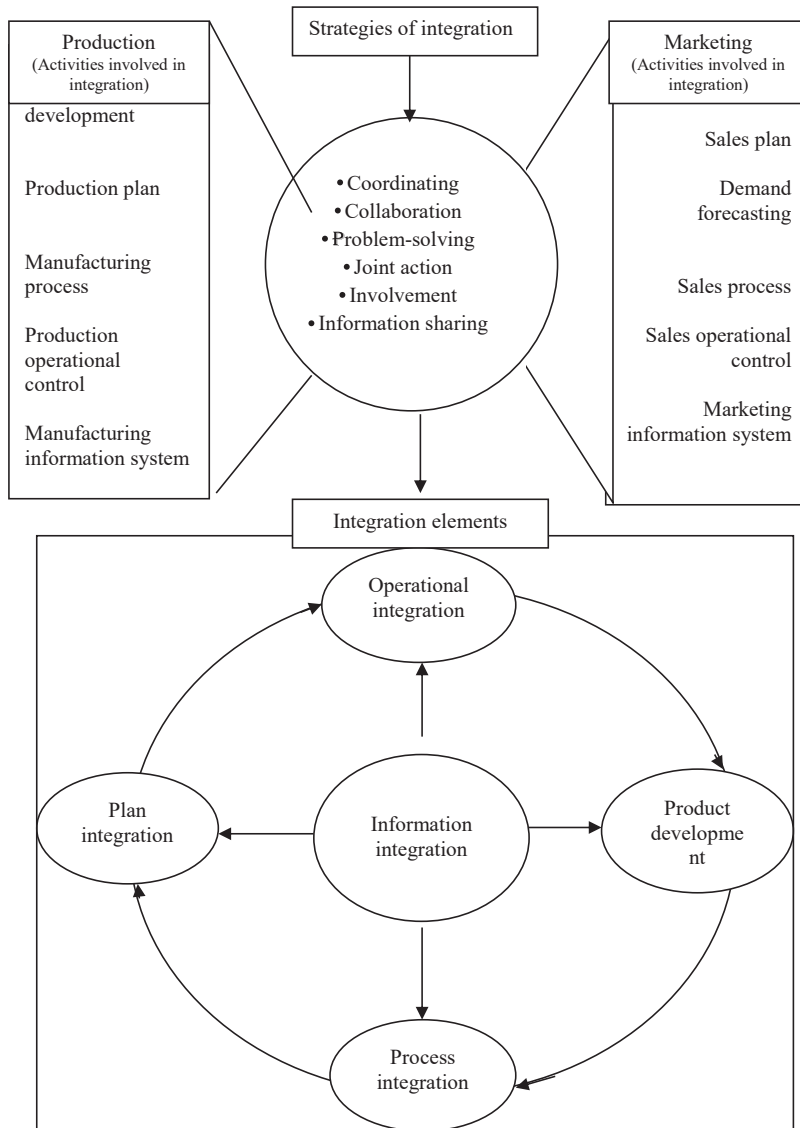 Strategies of integration
Production
(Activities involved in
integration)
development
Production plan
Manufacturing
process
Production
operational
control
Manufacturing
information system
• Coordinating
• Collaboration
• Problem-solving
• Joint action
• Involvement
• Information sharing
Marketing
(Activities involved in
integration)
Sales plan
Demand
forecasting
Sales process
Sales operational
control
Marketing
information system
Integration elements
Operational
integration
Plan
integration
Information
integration
Product
developme
nt
Process
integration